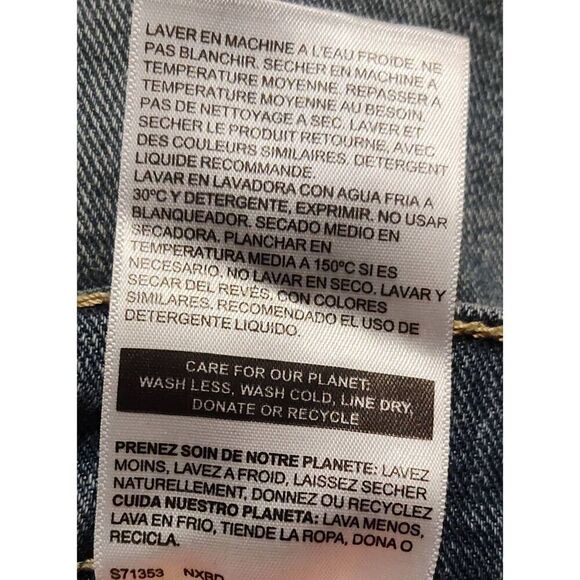 LAVER EN MACHINE A L'EAU FROIDE. NE
PAS BLANCHIR. SECHER EN MACHINE A
TEMPERATURE MOYENNE, REPASSER A
TEMPERATURE MOYENNE AU BESOIN.
PAS DE NETTOYAGE A SEC. LAVER ET
SECHER LE PRODUIT RETOURNE, AVEC
DES COULEURS SIMILAIRES. DETERGENT
LIQUIDE RECOMMANDE.
LAVAR EN LAVADORA CON AGUA FRIA A
30ºC Y DETERGENTE, EXPRIMIR. NO USAR
BLANQUEADOR. SECADO MEDIO EN
SECADORA. PLANCHAR EN
TEMPERATURA MEDIA A 150ºC SI ES
NECESARIO. NO LAVAR EN SECO. LAVAR Y
SECAR DEL REVÉS, CON COLORES
SIMILARES. RECOMENDADO EL USO DE
DETERGENTE LIQUIDO.
CARE FOR OUR PLANET:
WASH LESS, WASH COLD, LINE DRY,
DONATE OR RECYCLE
PRENEZ SOIN DE NOTRE PLANETE: LAVEZ
MOINS, LAVEZ A FROID, LAISSEZ SECHER
NATURELLEMENT, DONNEZ OU RECYCLEZ
CUIDA NUESTRO PLANETA: LAVA MENOS,
LAVA EN FRIO, TIENDE LA ROPA, DONA O
RECICLA.
S71353 NXBD